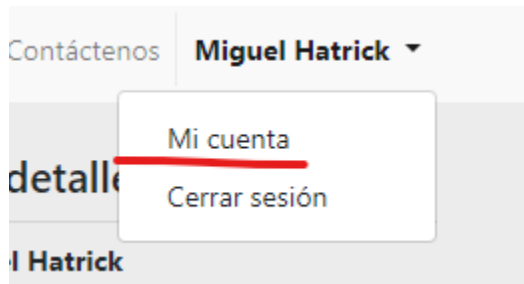 Contáctenos Miguel Hatrick
Mi cuenta
detalle
Cerrar sesión
Hatrick